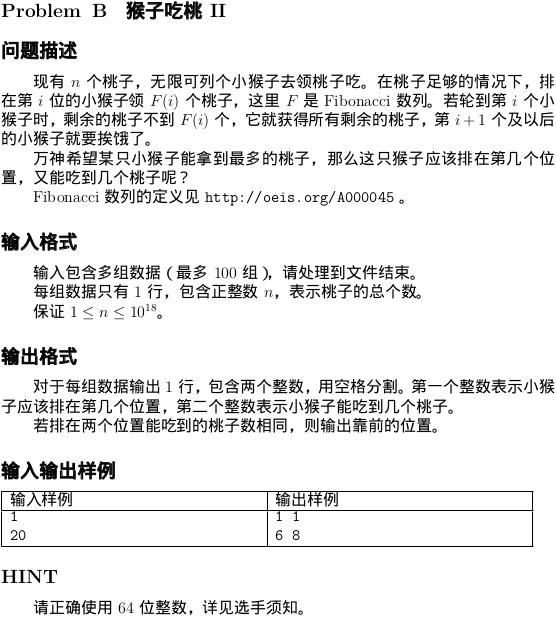 Problem B 猴子吃桃 II
问题描述
现有 n 个桃子，无限可列个小猴子去领桃子吃。在桃子足够的情况下，排
在第 i 位的小猴子领 F(i) 个桃子，这里 F 是 Fibonacci 数列。若轮到第 i 个小
猴子时，剩余的桃子不到 F(i) 个，它就获得所有剩余的桃子，第 i+1 个及以后
的小猴子就要挨饿了。
万神希望某只小猴子能拿到最多的桃子，那么这只猴子应该排在第几个位
置，又能吃到几个桃子呢？
Fibonacci 数列的定义见 http://oeis.org/A000045 。
输入格式
输入包含多组数据 ( 最多 100 组 )，请处理到文件结束。
每组数据只有 1 行，包含正整数 n，表示桃子的总个数。
保证 1 ≤ n ≤ 10^18。
输出格式
对于每组数据输出 1 行，包含两个整数，用空格分割。第一个整数表示小猴
子应该排在第几个位置，第二个整数表示小猴子能吃到几个桃子。
若排在两个位置能吃到的桃子数相同，则输出靠前的位置。
输入输出样例
输入样例 输出样例
1 1 1
20 6 8
HINT
请正确使用 64 位整数，详见选手须知。